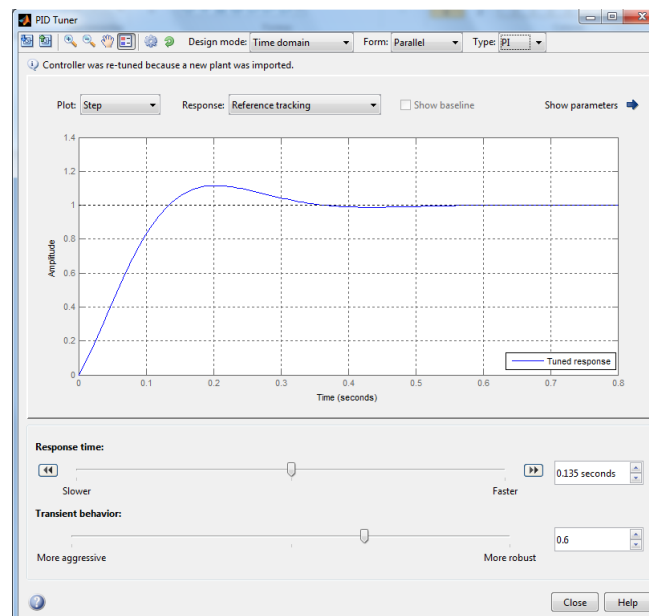 PID Tuner
Design mode: Time domain Form: Parallel Type: PI
Controller was re-tuned because a new plant was imported.
Plot: Step Response: Reference tracking Show baseline Show parameters
1.4
1.2
1
0.8
0.6
0.4
0.2
0
Amplitude
Tuned response
0 0.1 0.2 0.3 0.4 0.5 0.6 0.7 0.8
Time (seconds)
Response time:
0.135 seconds
Slower Faster
Transient behavior:
0.6
More aggressive More robust
Close Help